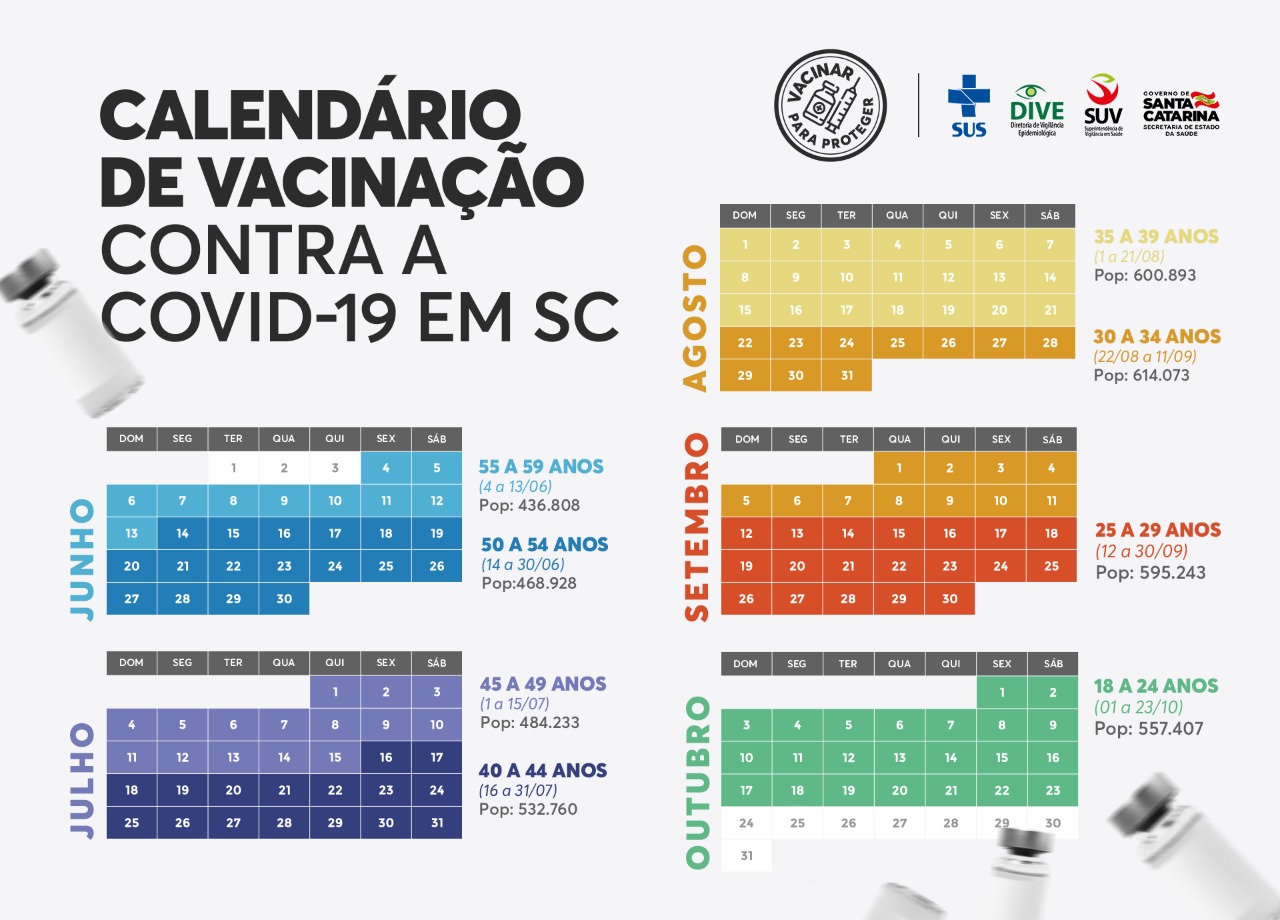 CALENDÁRIO
DE VACINAÇÃO
CONTRA A
COVID-19 EM SC
VACINAR
PARA PROTEGER
SUS
DIVE
Diretoria de Vigilância
Epidemiológica
SUV
Superintendência de
Vigilância em Saúde
GOVERNO DE
SANTA
CATARINA
SECRETARIA DE ESTADO
DA SAÚDE
JUNHO
DOM SEG TER QUA QUI SEX SÁB
1 2 3 4 5
6 7 8 9 10 11 12
13 14 15 16 17 18 19
20 21 22 23 24 25 26
27 28 29 30
55 A 59 ANOS
(4 a 13/06)
Pop: 436.808
50 A 54 ANOS
(14 a 30/06)
Pop:468.928
JULHO
DOM SEG TER QUA QUI SEX SÁB
1 2 3
4 5 6 7 8 9 10
11 12 13 14 15 16 17
18 19 20 21 22 23 24
25 26 27 28 29 30 31
45 A 49 ANOS
(1 a 15/07)
Pop: 484.233
40 A 44 ANOS
(16 a 31/07)
Pop: 532.760
AGOSTO
DOM SEG TER QUA QUI SEX SÁB
1 2 3 4 5 6 7
8 9 10 11 12 13 14
15 16 17 18 19 20 21
22 23 24 25 26 27 28
29 30 31
35 A 39 ANOS
(1 a 21/08)
Pop: 600.893
30 A 34 ANOS
(22/08 a 11/09)
Pop: 614.073
SETEMBRO
DOM SEG TER QUA QUI SEX SÁB
1 2 3 4
5 6 7 8 9 10 11
12 13 14 15 16 17 18
19 20 21 22 23 24 25
26 27 28 29 30
25 A 29 ANOS
(12 a 30/09)
Pop: 595.243
OUTUBRO
DOM SEG TER QUA QUI SEX SÁB
1 2
3 4 5 6 7 8 9
10 11 12 13 14 15 16
17 18 19 20 21 22 23
24 25 26 27 28 29 30
31
18 A 24 ANOS
(01 a 23/10)
Pop: 557.407